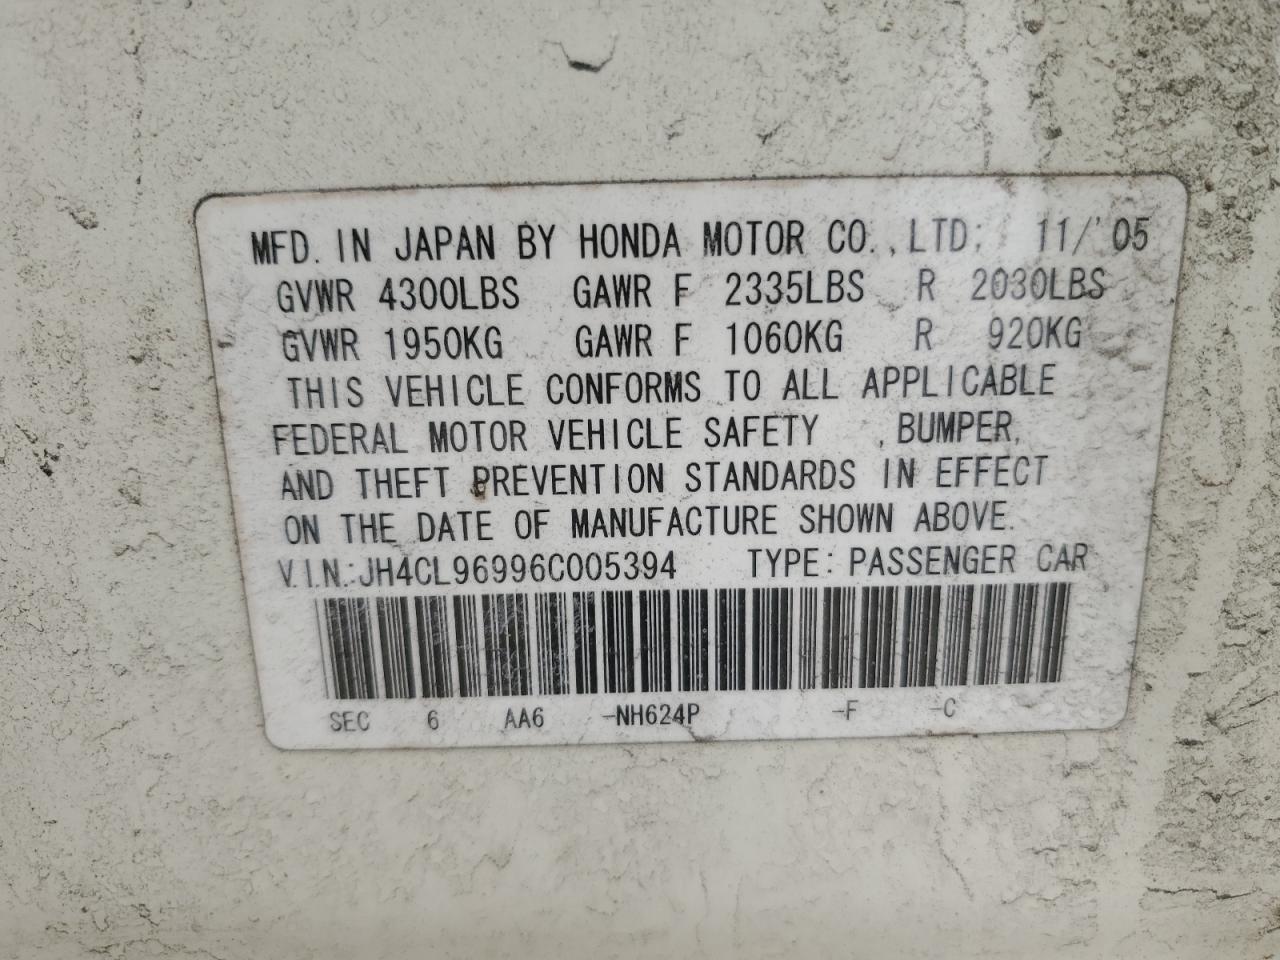 MFD. IN JAPAN BY HONDA MOTOR CO., LTD. 11/'05
GVWR 4300LBS GAWR F 2335LBS R 2030LBS
GVWR 1950KG GAWR F 1060KG R 920KG
THIS VEHICLE CONFORMS TO ALL APPLICABLE
FEDERAL MOTOR VEHICLE SAFETY , BUMPER,
AND THEFT PREVENTION STANDARDS IN EFFECT
ON THE DATE OF MANUFACTURE SHOWN ABOVE.
V.I.N.:JH4CL96996C005394 TYPE: PASSENGER CAR
SEC 6 AA6 -NH624P -F -C